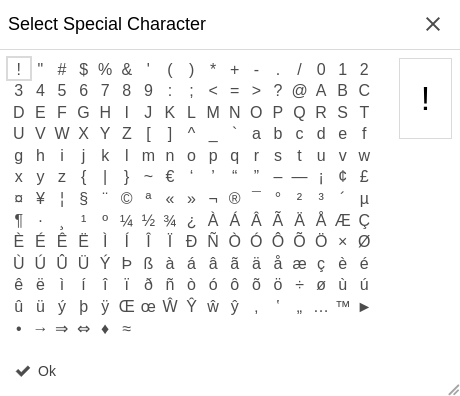 Select Special Character
! " # $ % & ' ( ) * + - . / 0 1 2
3 4 5 6 7 8 9 : ; < = > ? @ A B C
D E F G H I J K L M N O P Q R S T
U V W X Y Z [ ] ^ _ ` a b c d e f
g h i j k l m n o p q r s t u v w
x y z { | } ~ € ‘ ’ “ ” – — ¡ ¢ £
¤ ¥ ¦ § ¨ © ª « » ¬ ® ¯ ° ² ³ ´ µ
¶ · ¸ ¹ º ¼ ½ ¾ ¿ À Á Â Ã Ä Å Æ Ç
È É Ê Ë Ì Í Î Ï Ð Ñ Ò Ó Ô Õ Ö × Ø
Ù Ú Û Ü Ý Þ ß à á â ã ä å æ ç è é
ê ë ì í î ï ð ñ ò ó ô õ ö ÷ ø ù ú
û ü ý þ ÿ Œ œ Ŵ Ŷ ŵ ŷ ‚ ‛ „ … ™ ►
• → ⇒ ⇔ ♦ ≈
!
Ok